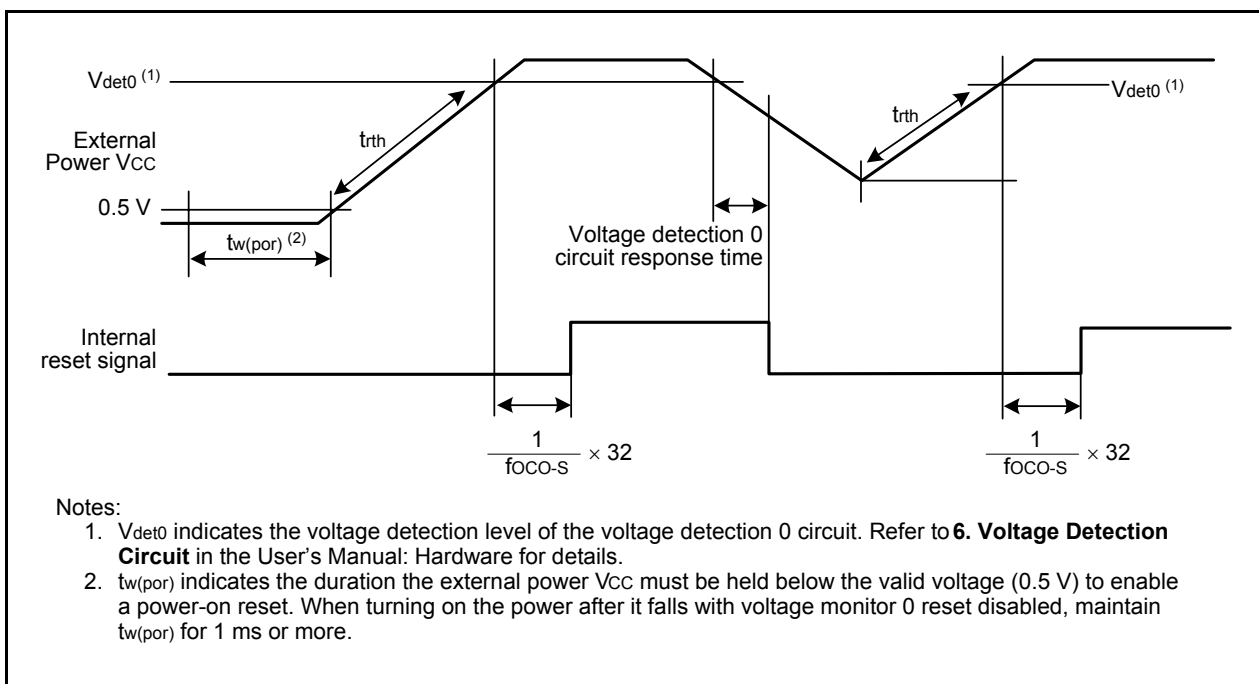 Vdet0 (1)
Vdet0 (1)
trth
trth
External
Power VCC
0.5 V
tw(por) (2)
Voltage detection 0
circuit response time
Internal
reset signal
1
fOCO-S
× 32
1
fOCO-S
× 32
Notes:
1. Vdet0 indicates the voltage detection level of the voltage detection 0 circuit. Refer to 6. Voltage Detection
Circuit in the User's Manual: Hardware for details.
2. tw(por) indicates the duration the external power VCC must be held below the valid voltage (0.5 V) to enable
a power-on reset. When turning on the power after it falls with voltage monitor 0 reset disabled, maintain
tw(por) for 1 ms or more.